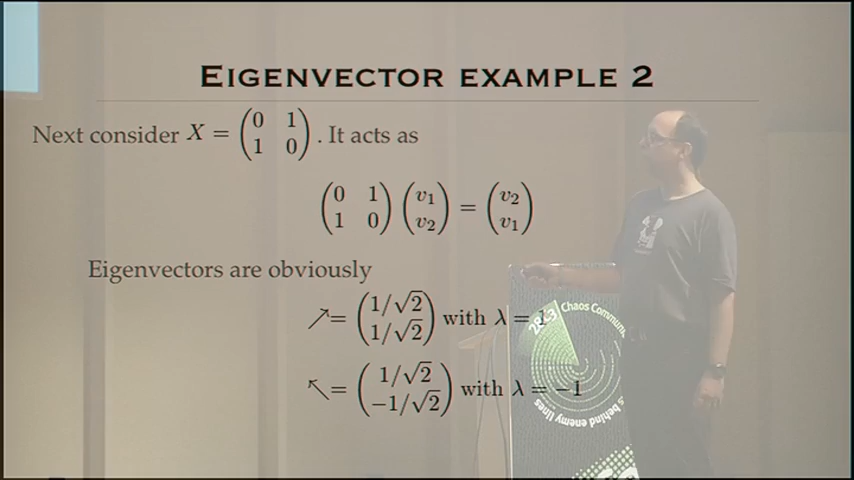 Eigenvector example 2
Next consider X = (0 1 / 1 0) . It acts as
(0 1 / 1 0) (v₁ / v₂) = (v₂ / v₁)
Eigenvectors are obviously
↗= (1/√2 / 1/√2) with λ = 1
↖= (1/√2 / −1/√2) with λ = −1
28C3
Chaos Commun
behind enemy lines